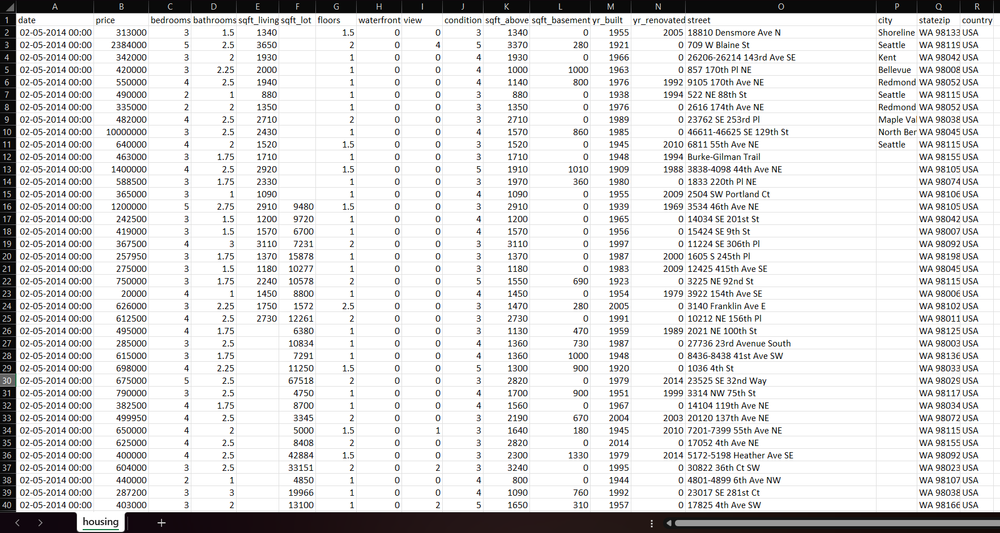 A B C D E F G H I J K L M N O P Q R
1 date price bedrooms bathrooms sqft_living sqft_lot floors waterfront view condition sqft_above sqft_basement yr_built yr_renovated street city statezip country
2 02-05-2014 00:00 313000 3 1.5 1340 1.5 0 0 3 1340 0 1955 2005 18810 Densmore Ave N Shoreline WA 98133 USA
3 02-05-2014 00:00 2384000 5 2.5 3650 2 0 4 5 3370 280 1921 0 709 W Blaine St Seattle WA 98119 USA
4 02-05-2014 00:00 342000 3 2 1930 1 0 0 4 1930 0 1966 0 26206-26214 143rd Ave SE Kent WA 98042 USA
5 02-05-2014 00:00 420000 3 2.25 2000 1 0 0 4 1000 1000 1963 0 857 170th Pl NE Bellevue WA 98008 USA
6 02-05-2014 00:00 550000 4 2.5 1940 1 0 0 4 1140 800 1976 1992 9105 170th Ave NE Redmond WA 98052 USA
7 02-05-2014 00:00 490000 2 1 880 1 0 0 3 880 0 1938 1994 522 NE 88th St Seattle WA 98115 USA
8 02-05-2014 00:00 335000 2 2 1350 1 0 0 3 1350 0 1976 0 2616 174th Ave NE Redmond WA 98052 USA
9 02-05-2014 00:00 482000 4 2.5 2710 2 0 0 3 2710 0 1989 0 23762 SE 253rd Pl Maple Val WA 98038 USA
10 02-05-2014 00:00 10000000 3 2.5 2430 1 0 0 4 1570 860 1985 0 46611-46625 SE 129th St North Ber WA 98045 USA
11 02-05-2014 00:00 640000 4 2 1520 1.5 0 0 3 1520 0 1945 2010 6811 55th Ave NE Seattle WA 98115 USA
12 02-05-2014 00:00 463000 3 1.75 1710 1 0 0 3 1710 0 1948 1994 Burke-Gilman Trail WA 98155 USA
13 02-05-2014 00:00 1400000 4 2.5 2920 1.5 0 0 5 1910 1010 1909 1988 3838-4098 44th Ave NE WA 98105 USA
14 02-05-2014 00:00 588500 3 1.75 2330 1 0 0 3 1970 360 1980 0 1833 220th Pl NE WA 98074 USA
15 02-05-2014 00:00 365000 3 1 1090 1 0 0 4 1090 0 1955 2009 2504 SW Portland Ct WA 98106 USA
16 02-05-2014 00:00 1200000 5 2.75 2910 9480 1.5 0 0 3 2910 0 1939 1969 3534 46th Ave NE WA 98105 USA
17 02-05-2014 00:00 242500 3 1.5 1200 9720 1 0 0 4 1200 0 1965 0 14034 SE 201st St WA 98042 USA
18 02-05-2014 00:00 419000 3 1.5 1570 6700 1 0 0 4 1570 0 1956 0 15424 SE 9th St WA 98007 USA
19 02-05-2014 00:00 367500 4 3 3110 7231 2 0 0 3 3110 0 1997 0 11224 SE 306th Pl WA 98092 USA
20 02-05-2014 00:00 257950 3 1.75 1370 15878 1 0 0 3 1370 0 1987 2000 1605 S 245th Pl WA 98198 USA
21 02-05-2014 00:00 275000 3 1.5 1180 10277 1 0 0 3 1180 0 1983 2009 12425 415th Ave SE WA 98045 USA
22 02-05-2014 00:00 750000 3 1.75 2240 10578 2 0 0 5 1550 690 1923 0 3225 NE 92nd St WA 98115 USA
23 02-05-2014 00:00 20000 4 1 1450 8800 1 0 0 4 1450 0 1954 1979 3922 154th Ave SE WA 98006 USA
24 02-05-2014 00:00 626000 3 2.25 1750 1572 2.5 0 0 3 1470 280 2005 0 3140 Franklin Ave E WA 98102 USA
25 02-05-2014 00:00 612500 4 2.5 2730 12261 2 0 0 3 2730 0 1991 0 10212 NE 156th Pl WA 98011 USA
26 02-05-2014 00:00 495000 4 1.75 6380 1 0 0 3 1130 470 1959 1989 2021 NE 100th St WA 98125 USA
27 02-05-2014 00:00 285000 3 2.5 10834 1 0 0 4 1360 730 1987 0 27736 23rd Avenue South WA 98003 USA
28 02-05-2014 00:00 615000 3 1.75 7291 1 0 0 4 1360 1000 1948 0 8436-8438 41st Ave SW WA 98136 USA
29 02-05-2014 00:00 698000 4 2.25 11250 1.5 0 0 5 1300 900 1920 0 1036 4th St WA 98033 USA
30 02-05-2014 00:00 675000 5 2.5 67518 2 0 0 3 2820 0 1979 2014 23525 SE 32nd Way WA 98029 USA
31 02-05-2014 00:00 790000 3 2.5 4750 1 0 0 4 1700 900 1951 1999 3314 NW 75th St WA 98117 USA
32 02-05-2014 00:00 382500 4 1.75 8700 1 0 0 4 1560 0 1967 0 14104 119th Ave NE WA 98034 USA
33 02-05-2014 00:00 499950 4 2.5 3345 2 0 0 3 2190 670 2004 2003 20120 137th Ave NE WA 98072 USA
34 02-05-2014 00:00 650000 4 2 5000 1.5 0 1 3 1640 180 1945 2010 7201-7399 55th Ave NE WA 98115 USA
35 02-05-2014 00:00 625000 4 2.5 8408 2 0 0 3 2820 0 2014 0 17052 4th Ave NE WA 98155 USA
36 02-05-2014 00:00 400000 4 2.5 42884 1.5 0 0 3 2300 1330 1979 2014 5172-5198 Heather Ave SE WA 98092 USA
37 02-05-2014 00:00 604000 3 2.5 33151 2 0 2 3 3240 0 1995 0 30822 36th Ct SW WA 98023 USA
38 02-05-2014 00:00 440000 2 1 4850 1 0 0 4 800 0 1944 0 4801-4899 6th Ave NW WA 98107 USA
39 02-05-2014 00:00 287200 3 3 19966 1 0 0 4 1090 760 1992 0 23017 SE 281st Ct WA 98038 USA
40 02-05-2014 00:00 403000 3 2 13100 1 0 2 5 1650 310 1957 0 17825 4th Ave SW WA 98166 USA
housing